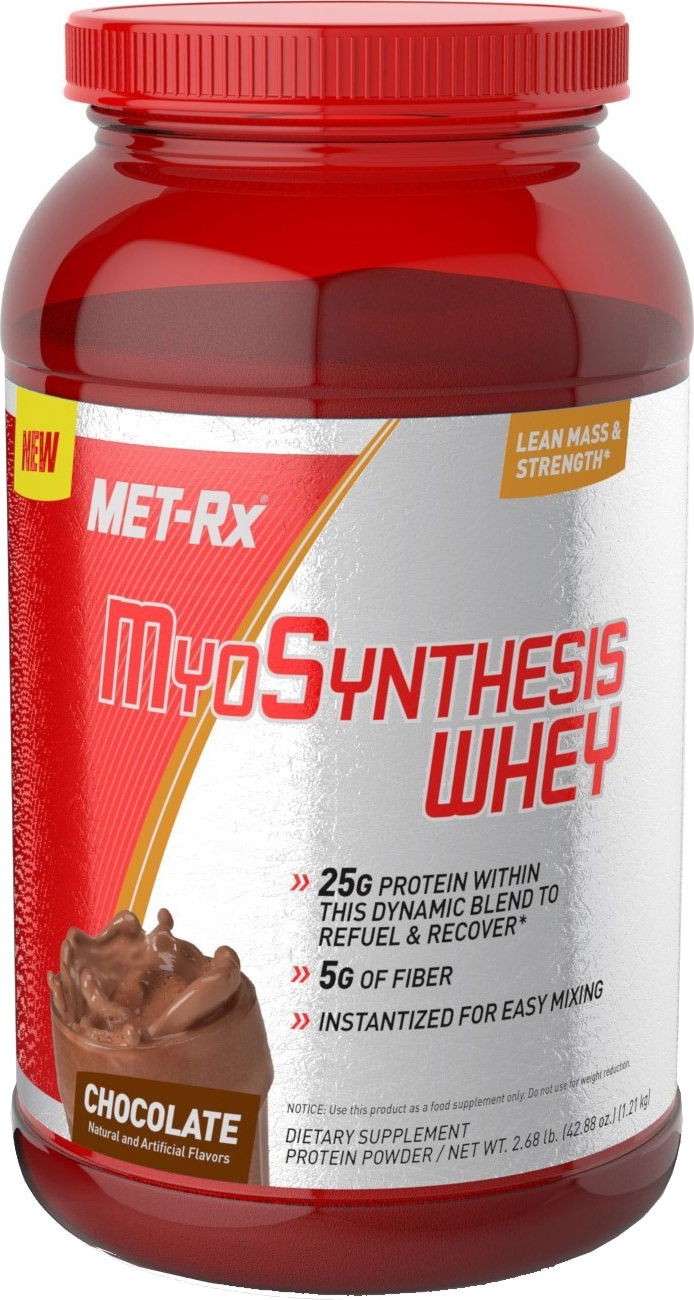 NEW
LEAN MASS &
STRENGTH*
MET-Rx®
MYOSYNTHESIS
WHEY
» 25G PROTEIN WITHIN
THIS DYNAMIC BLEND TO
REFUEL & RECOVER*
» 5G OF FIBER
» INSTANTIZED FOR EASY MIXING
NOTICE: Use this product as a food supplement only. Do not use for weight reduction.
DIETARY SUPPLEMENT
PROTEIN POWDER / NET WT. 2.68 lb. (42.88 oz.) (1.21 kg)
CHOCOLATE
Natural and Artificial Flavors